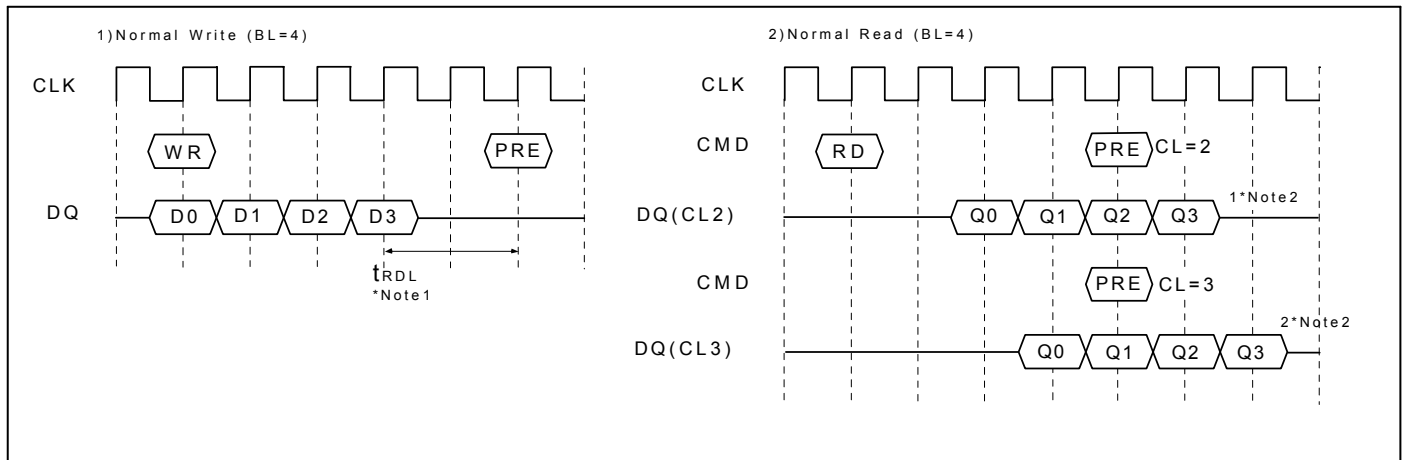 1)Normal Write (BL=4)
CLK
WR
PRE
DQ
D0 D1 D2 D3
tRDL
*Note1
2)Normal Read (BL=4)
CLK
CMD
RD
PRE CL=2
DQ(CL2)
Q0 Q1 Q2 Q3
1*Note2
CMD
PRE CL=3
DQ(CL3)
Q0 Q1 Q2 Q3
2*Note2